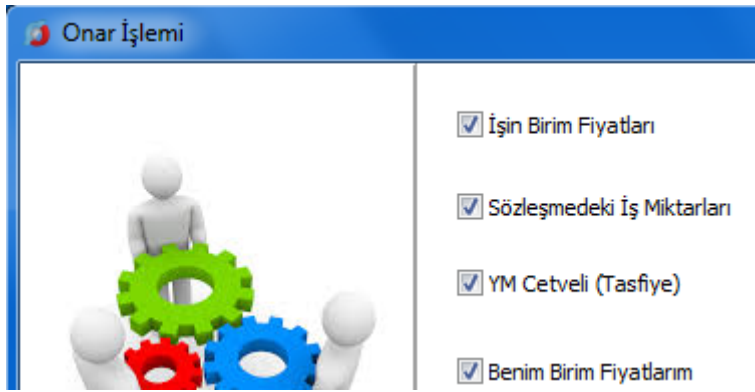 Onar İşlemi
İşin Birim Fiyatları
Sözleşmedeki İş Miktarları
YM Cetveli (Tasfiye)
Benim Birim Fiyatlarım